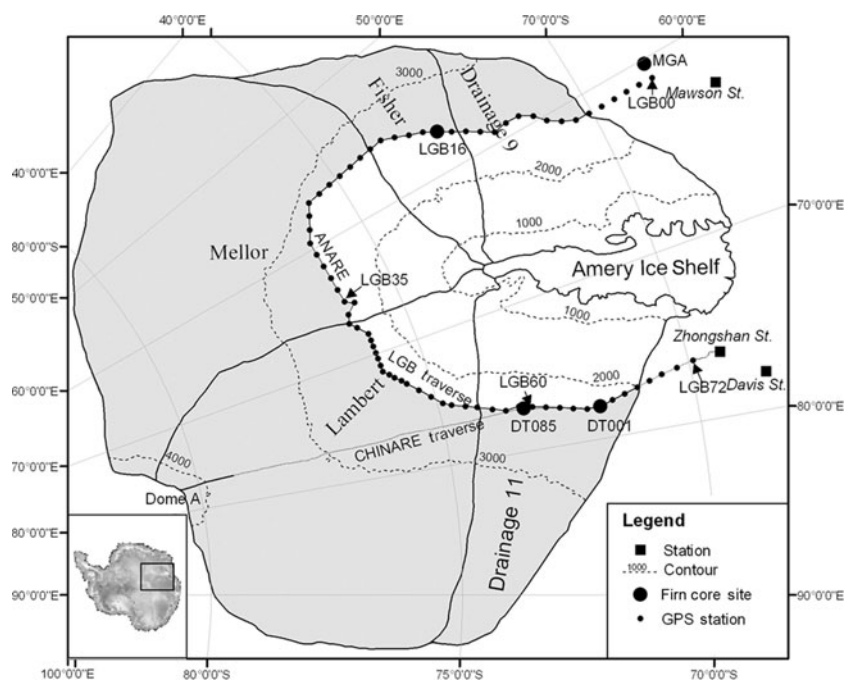 40°0'0"E
50°0'0"E
70°0'0"S
60°0'0"E
MGA
LGB00
Mawson St.
3000
Fisher
Drainage 9
LGB16
2000
1000
40°0'0"E
80°0'0"S
50°0'0"E
60°0'0"E
70°0'0"E
80°0'0"E
90°0'0"E
Mellor
ANARE
LGB35
Amery Ice Shelf
70°0'0"E
1000
Zhongshan St.
LGB72
Davis St.
2000
LGB60
LGB traverse
Lambert
DT085
DT001
80°0'0"E
CHINARE traverse
3000
4000
Dome A
Drainage 11
Legend
Station
1000
Contour
Firn core site
GPS station
90°0'0"E
100°0'0"E
80°0'0"S
75°0'0"S
70°0'0"S